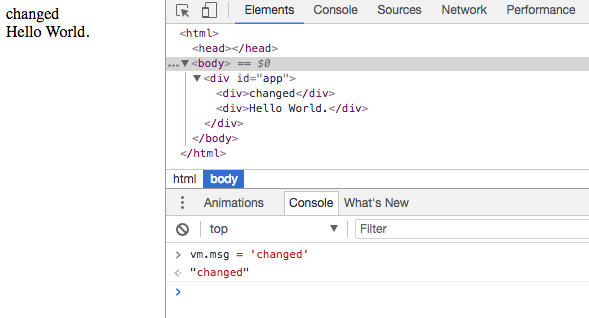 changed
Hello World.
Elements Console Sources Network Performance
<html>
<head></head>
… ▼<body> == $0
▼<div id="app">
<div>changed</div>
<div>Hello World.</div>
</div>
</body>
</html>
html body
Animations Console What's New
top ▼ Filter
> vm.msg = 'changed'
<· "changed"
>